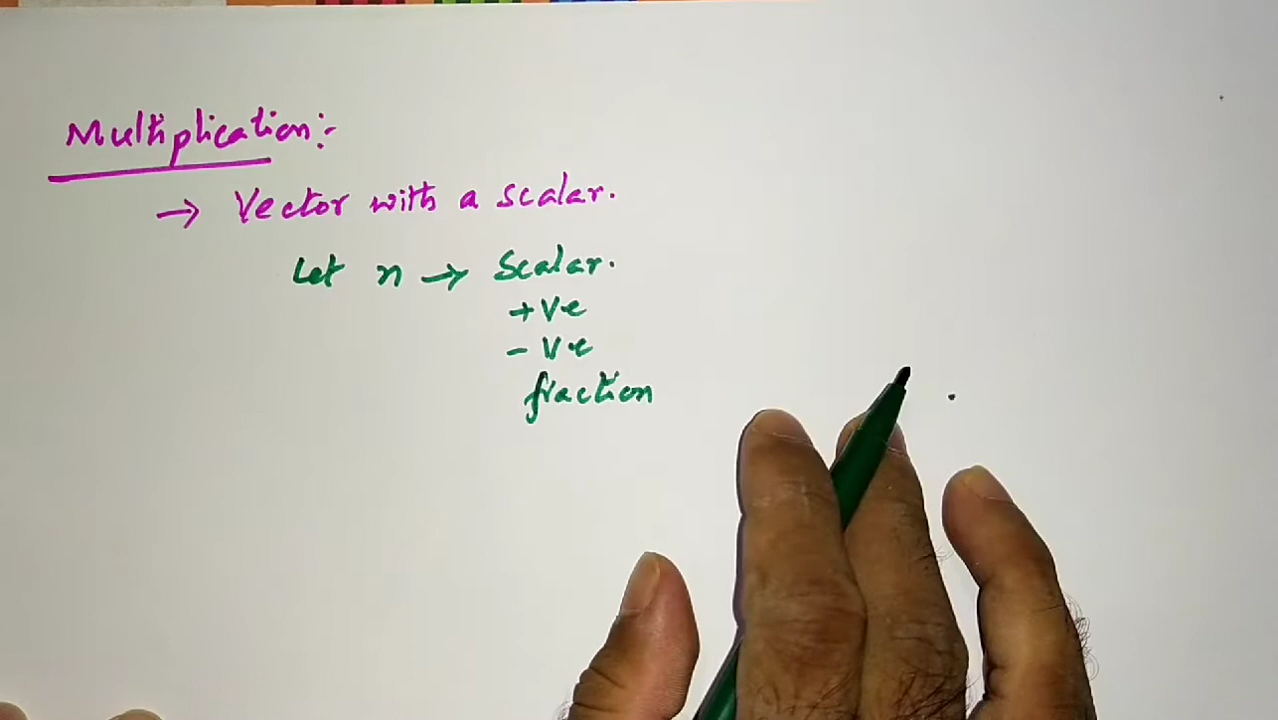 Multiplication:-
→ Vector with a scalar.
Let n → Scalar.
+ve
-ve
fraction